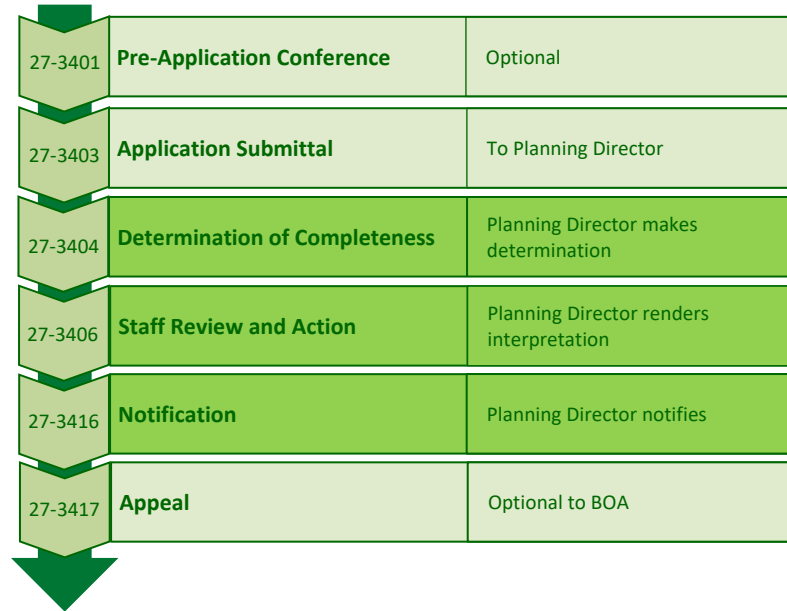 27-3401 Pre-Application Conference Optional
27-3403 Application Submittal To Planning Director
27-3404 Determination of Completeness Planning Director makes
determination
27-3406 Staff Review and Action Planning Director renders
interpretation
27-3416 Notification Planning Director notifies
27-3417 Appeal Optional to BOA